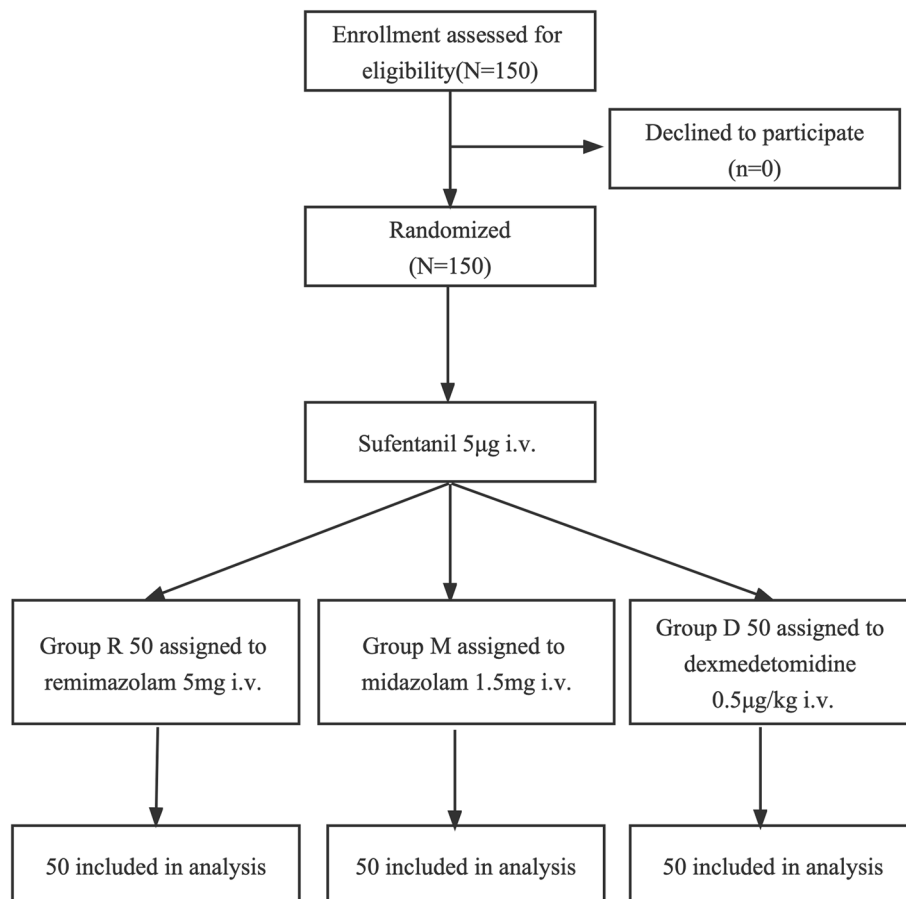 Enrollment assessed for
eligibility(N=150)
Declined to participate
(n=0)
Randomized
(N=150)
Sufentanil 5μg i.v.
Group R 50 assigned to
remimazolam 5mg i.v.
Group M assigned to
midazolam 1.5mg i.v.
Group D 50 assigned to
dexmedetomidine
0.5μg/kg i.v.
50 included in analysis
50 included in analysis
50 included in analysis